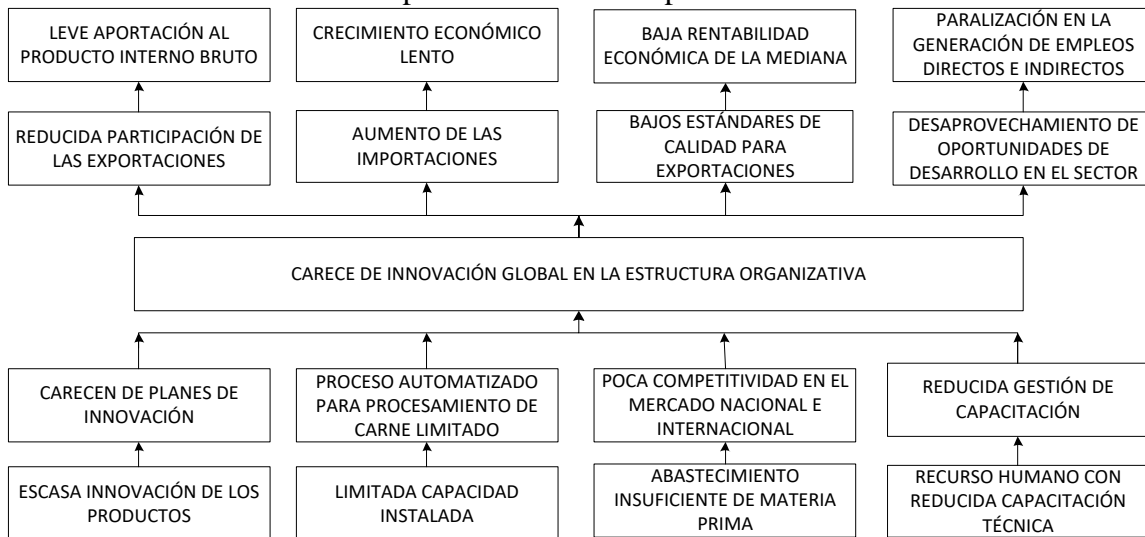 LEVE APORTACIÓN AL
PRODUCTO INTERNO BRUTO
CRECIMIENTO ECONÓMICO
LENTO
BAJA RENTABILIDAD
ECONÓMICA DE LA MEDIANA
PARALIZACIÓN EN LA
GENERACIÓN DE EMPLEOS
DIRECTOS E INDIRECTOS
REDUCIDA PARTICIPACIÓN DE
LAS EXPORTACIONES
AUMENTO DE LAS
IMPORTACIONES
BAJOS ESTÁNDARES DE
CALIDAD PARA
EXPORTACIONES
DESAPROVECHAMIENTO DE
OPORTUNIDADES DE
DESARROLLO EN EL SECTOR
CARECE DE INNOVACIÓN GLOBAL EN LA ESTRUCTURA ORGANIZATIVA
CARECEN DE PLANES DE
INNOVACIÓN
PROCESO AUTOMATIZADO
PARA PROCESAMIENTO DE
CARNE LIMITADO
POCA COMPETITIVIDAD EN EL
MERCADO NACIONAL E
INTERNACIONAL
REDUCIDA GESTIÓN DE
CAPACITACIÓN
ESCASA INNOVACIÓN DE LOS
PRODUCTOS
LIMITADA CAPACIDAD
INSTALADA
ABASTECIMIENTO
INSUFICIENTE DE MATERIA
PRIMA
RECURSO HUMANO CON
REDUCIDA CAPACITACIÓN
TÉCNICA